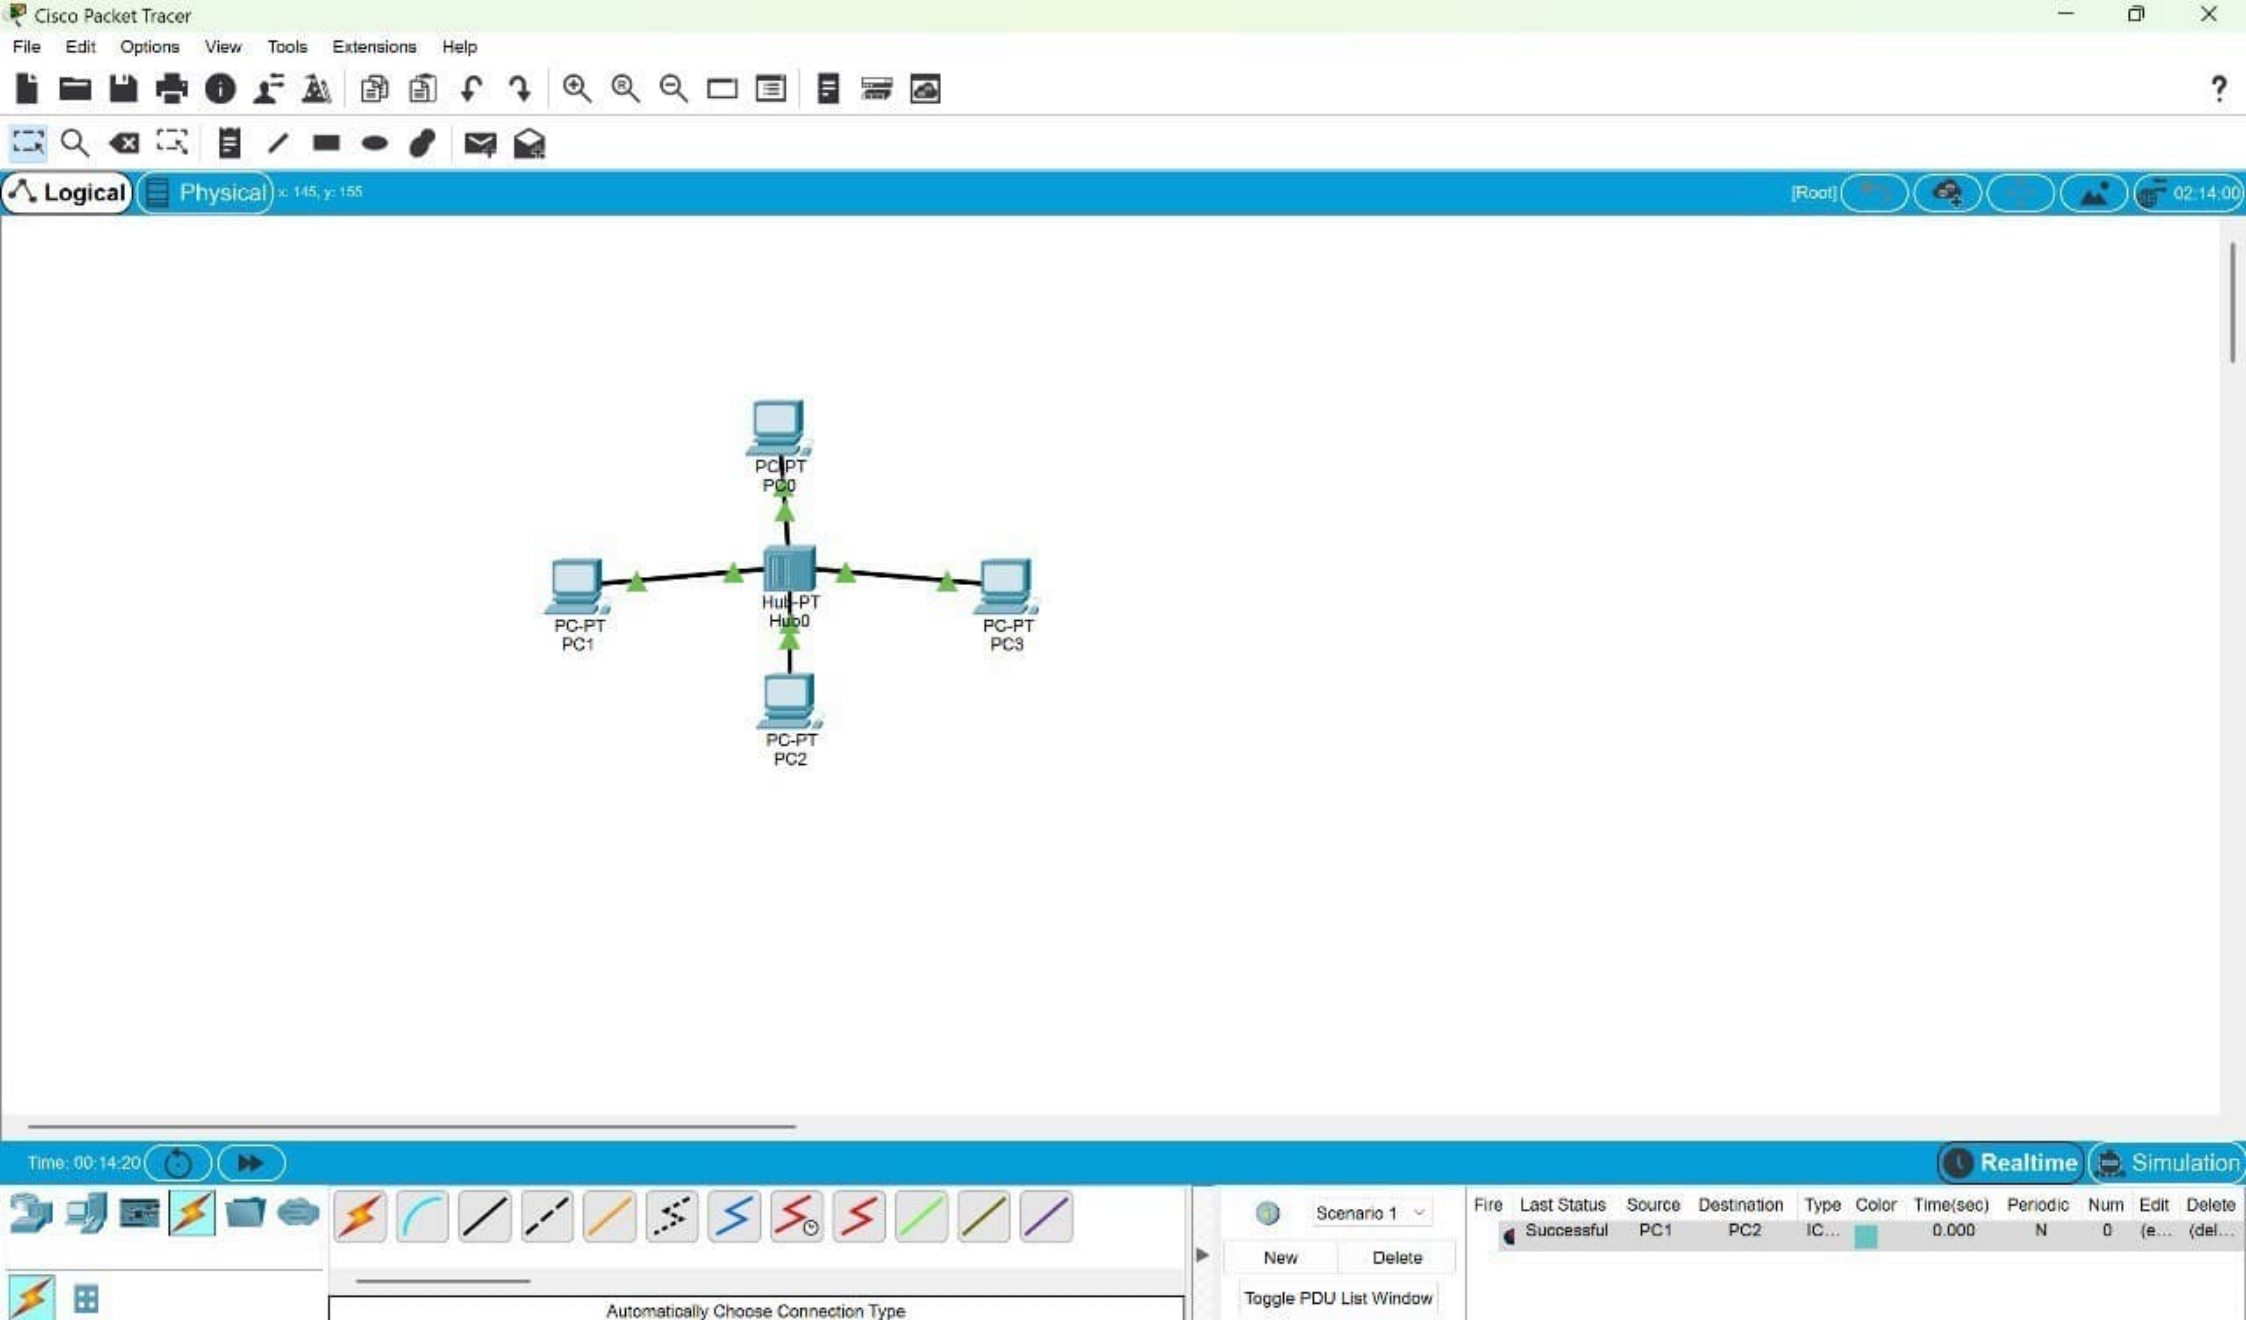 Cisco Packet Tracer
File Edit Options View Tools Extensions Help
Logical Physical x: 145, y: 155 [Root] 02:14:00
PC-PT
PC0
PC-PT
PC1
Hub-PT
Hub0
PC-PT
PC3
PC-PT
PC2
Time: 00:14:20 Realtime Simulation
Scenario 1
New Delete
Toggle PDU List Window
Fire Last Status Source Destination Type Color Time(sec) Periodic Num Edit Delete
Successful PC1 PC2 IC... 0.000 N 0 (e... (del...
Automatically Choose Connection Type